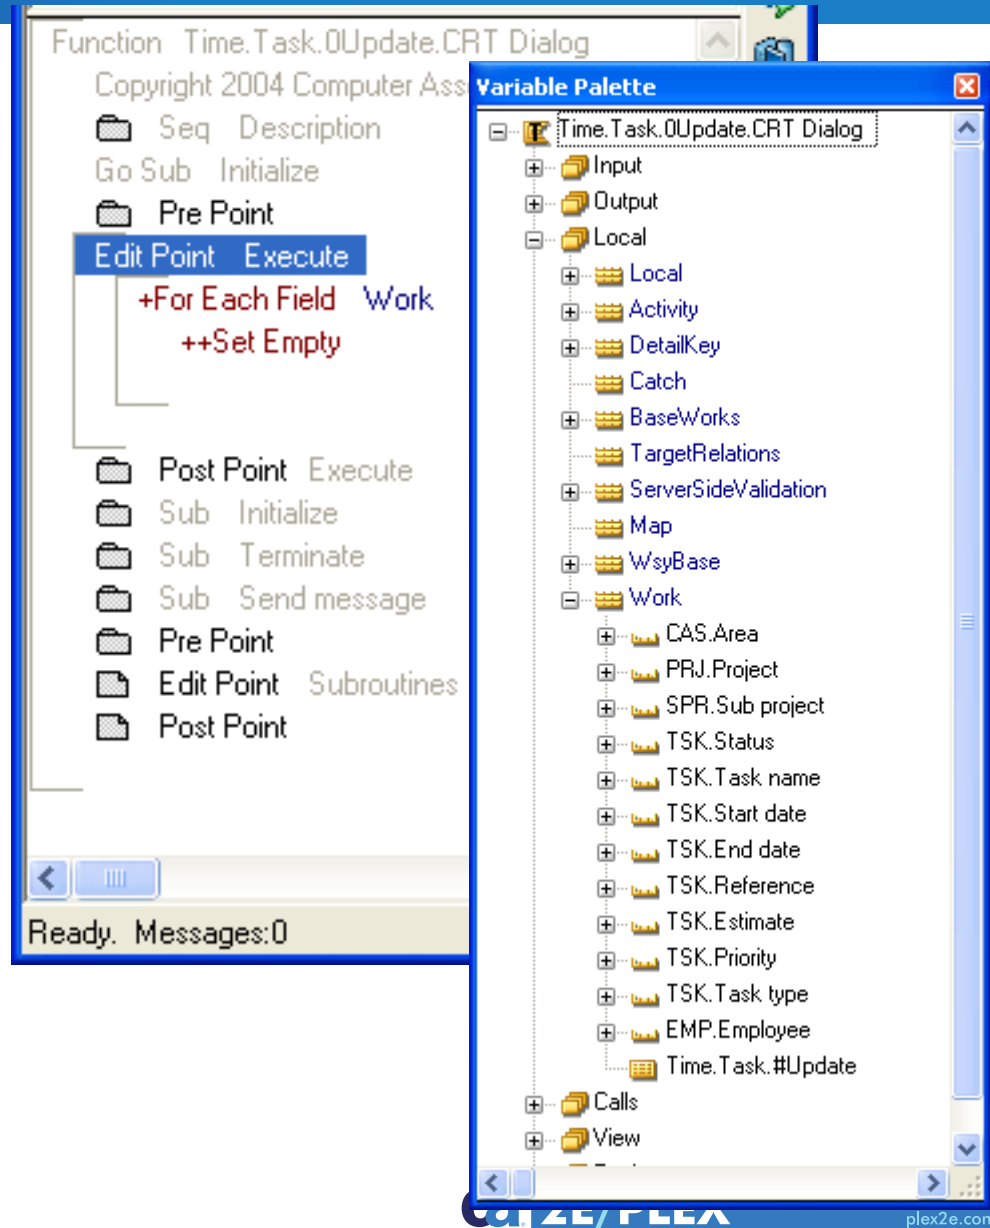 Function Time.Task.0Update.CRT Dialog
Copyright 2004 Computer Ass
Seq Description
Go Sub Initialize
Pre Point
Edit Point Execute
+For Each Field Work
++Set Empty
Post Point Execute
Sub Initialize
Sub Terminate
Sub Send message
Pre Point
Edit Point Subroutines
Post Point
Ready. Messages:0
Variable Palette
Time.Task.0Update.CRT Dialog
Input
Output
Local
Local
Activity
DetailKey
Catch
BaseWorks
TargetRelations
ServerSideValidation
Map
WsyBase
Work
CAS.Area
PRJ.Project
SPR.Sub project
TSK.Status
TSK.Task name
TSK.Start date
TSK.End date
TSK.Reference
TSK.Estimate
TSK.Priority
TSK.Task type
EMP.Employee
Time.Task.#Update
Calls
View
ca. 2E/PLEX
plex2e.com